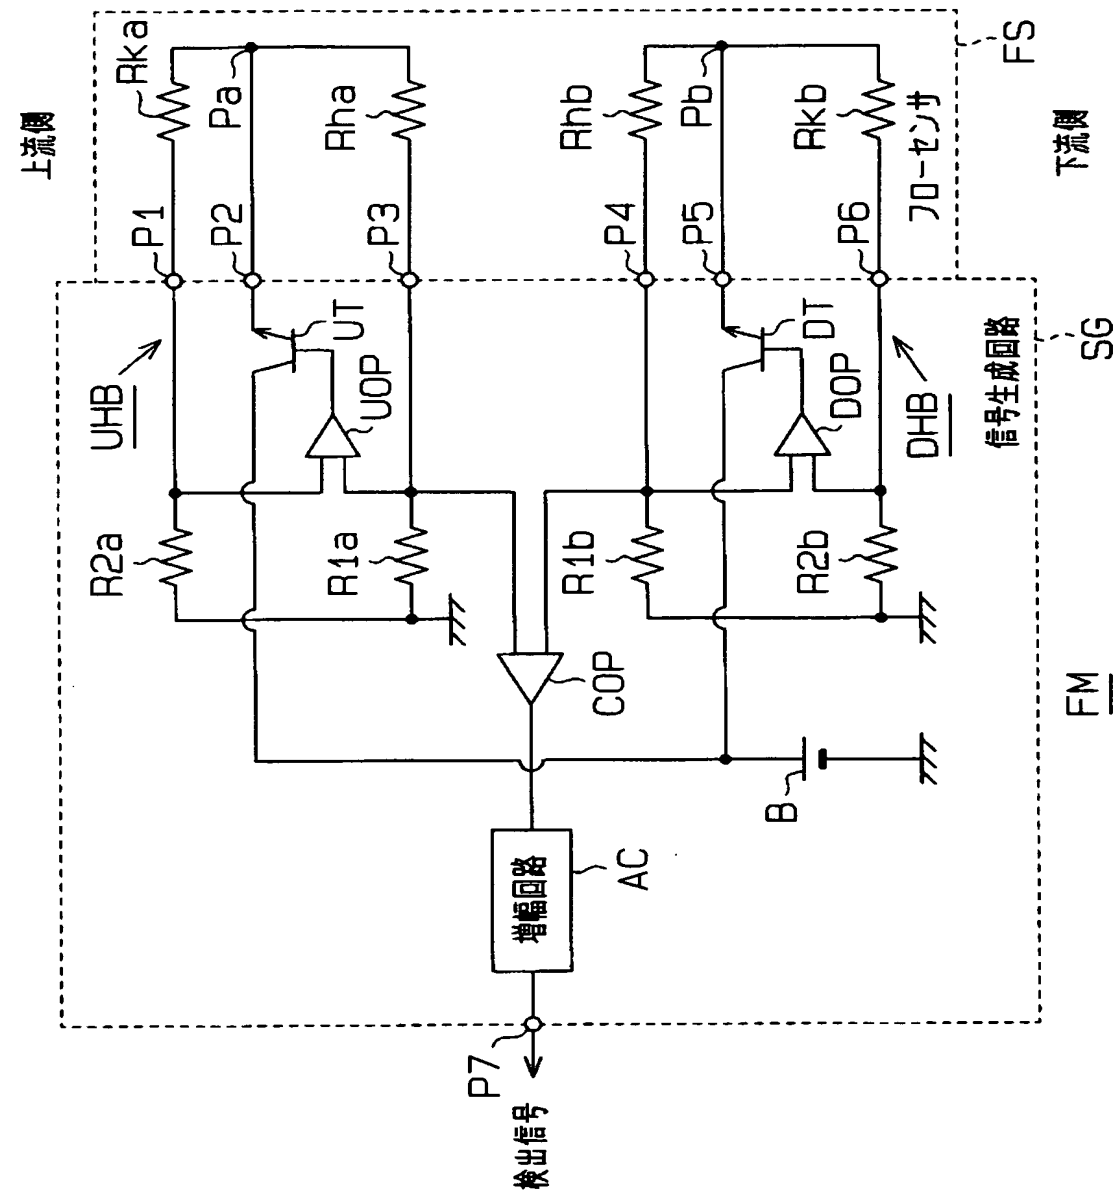 上流側
Rka
Pa
Rha
Rhb
Pb
Rkb
フローセンサ
FS
下流側
P1
P2
P3
P4
P5
P6
UHB
UT
UOP
DT
DOP
DHB
信号生成回路
SG
R2a
R1a
R1b
R2b
COP
B
FM
増幅回路
AC
P7
検出信号